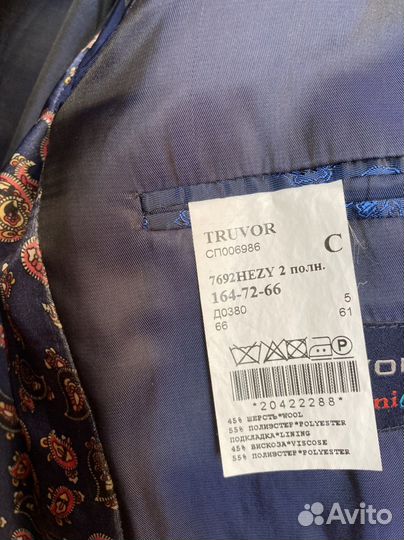 TRUVOR
СП006986
C
7692HEZY 2 полн.
164-72-66
Д0380 5
66 61
*20422288*
45% ШЕРСТЬ*WOOL
55% ПОЛИЭСТЕР*POLYESTER
ПОДКЛАДКА*LINING
45% ВИСКОЗА*VISCOSE
55% ПОЛИЭСТЕР*POLYESTER
Avito